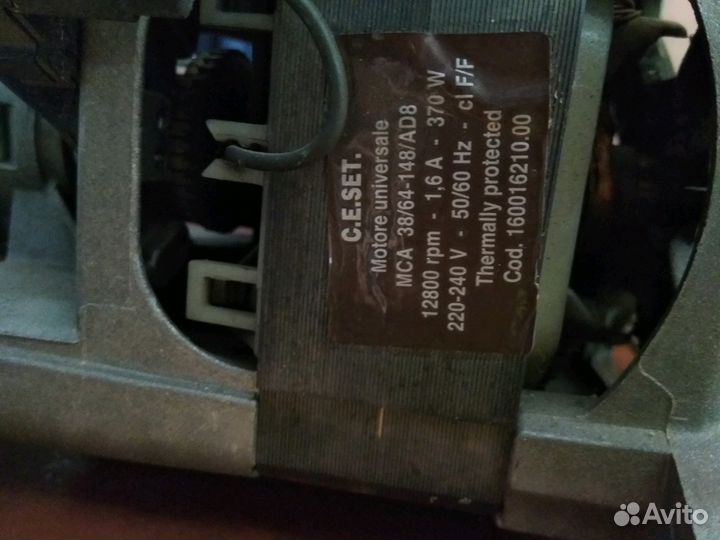 C.E.SET.
Motore universale
MCA 38/64-148/AD8
12800 rpm - 1,6 A - 370 W
220-240 V - 50/60 Hz - cl F/F
Thermally protected
Cod. 160016210.00
Avito